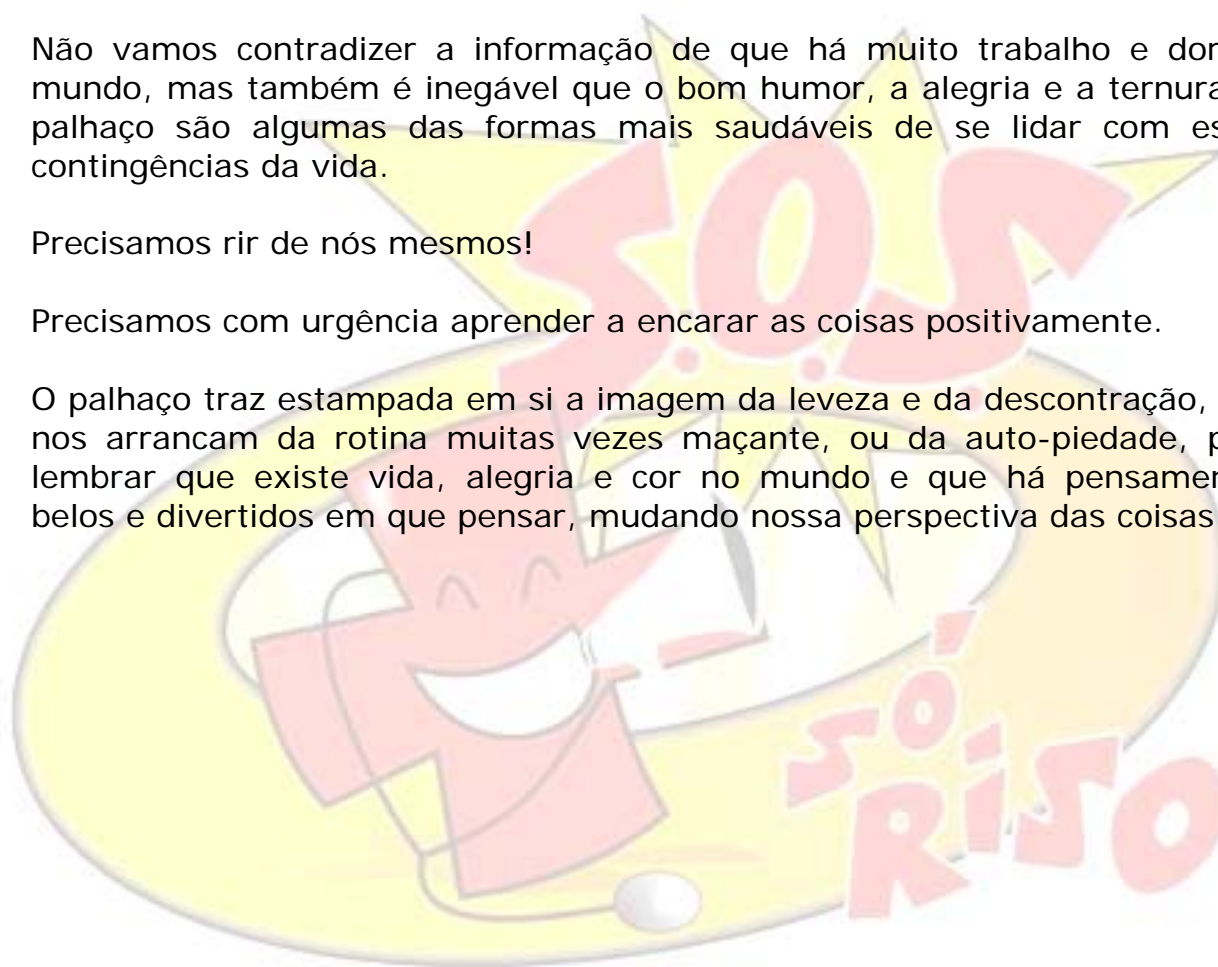 Não vamos contradizer a informação de que há muito trabalho e dor
mundo, mas também é inegável que o bom humor, a alegria e a ternura
palhaço são algumas das formas mais saudáveis de se lidar com es
contingências da vida.
Precisamos rir de nós mesmos!
Precisamos com urgência aprender a encarar as coisas positivamente.
O palhaço traz estampada em si a imagem da leveza e da descontração,
nos arrancam da rotina muitas vezes maçante, ou da auto-piedade, p
lembrar que existe vida, alegria e cor no mundo e que há pensamen
belos e divertidos em que pensar, mudando nossa perspectiva das coisas
S.O.S
SÓ
RISO